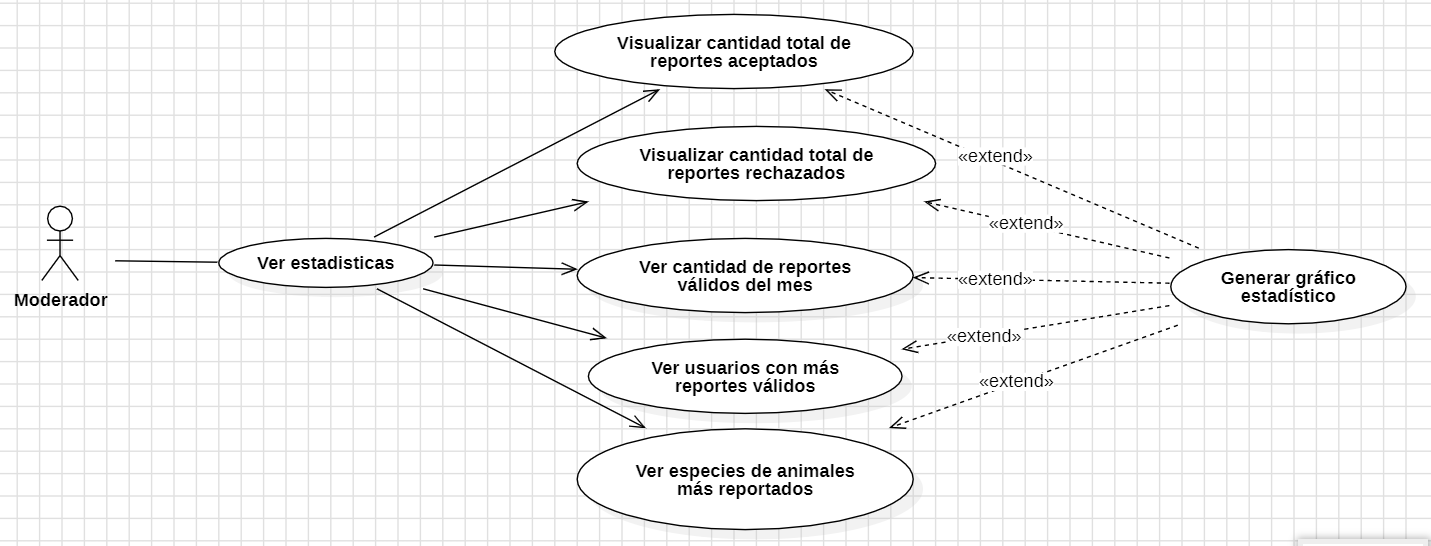 Visualizar cantidad total de
reportes aceptados
«extend»
Visualizar cantidad total de
reportes rechazados
«extend»
Moderador
Ver estadisticas
Ver cantidad de reportes
válidos del mes
«extend»
Generar gráfico
estadístico
«extend»
Ver usuarios con más
reportes válidos
«extend»
Ver especies de animales
más reportados